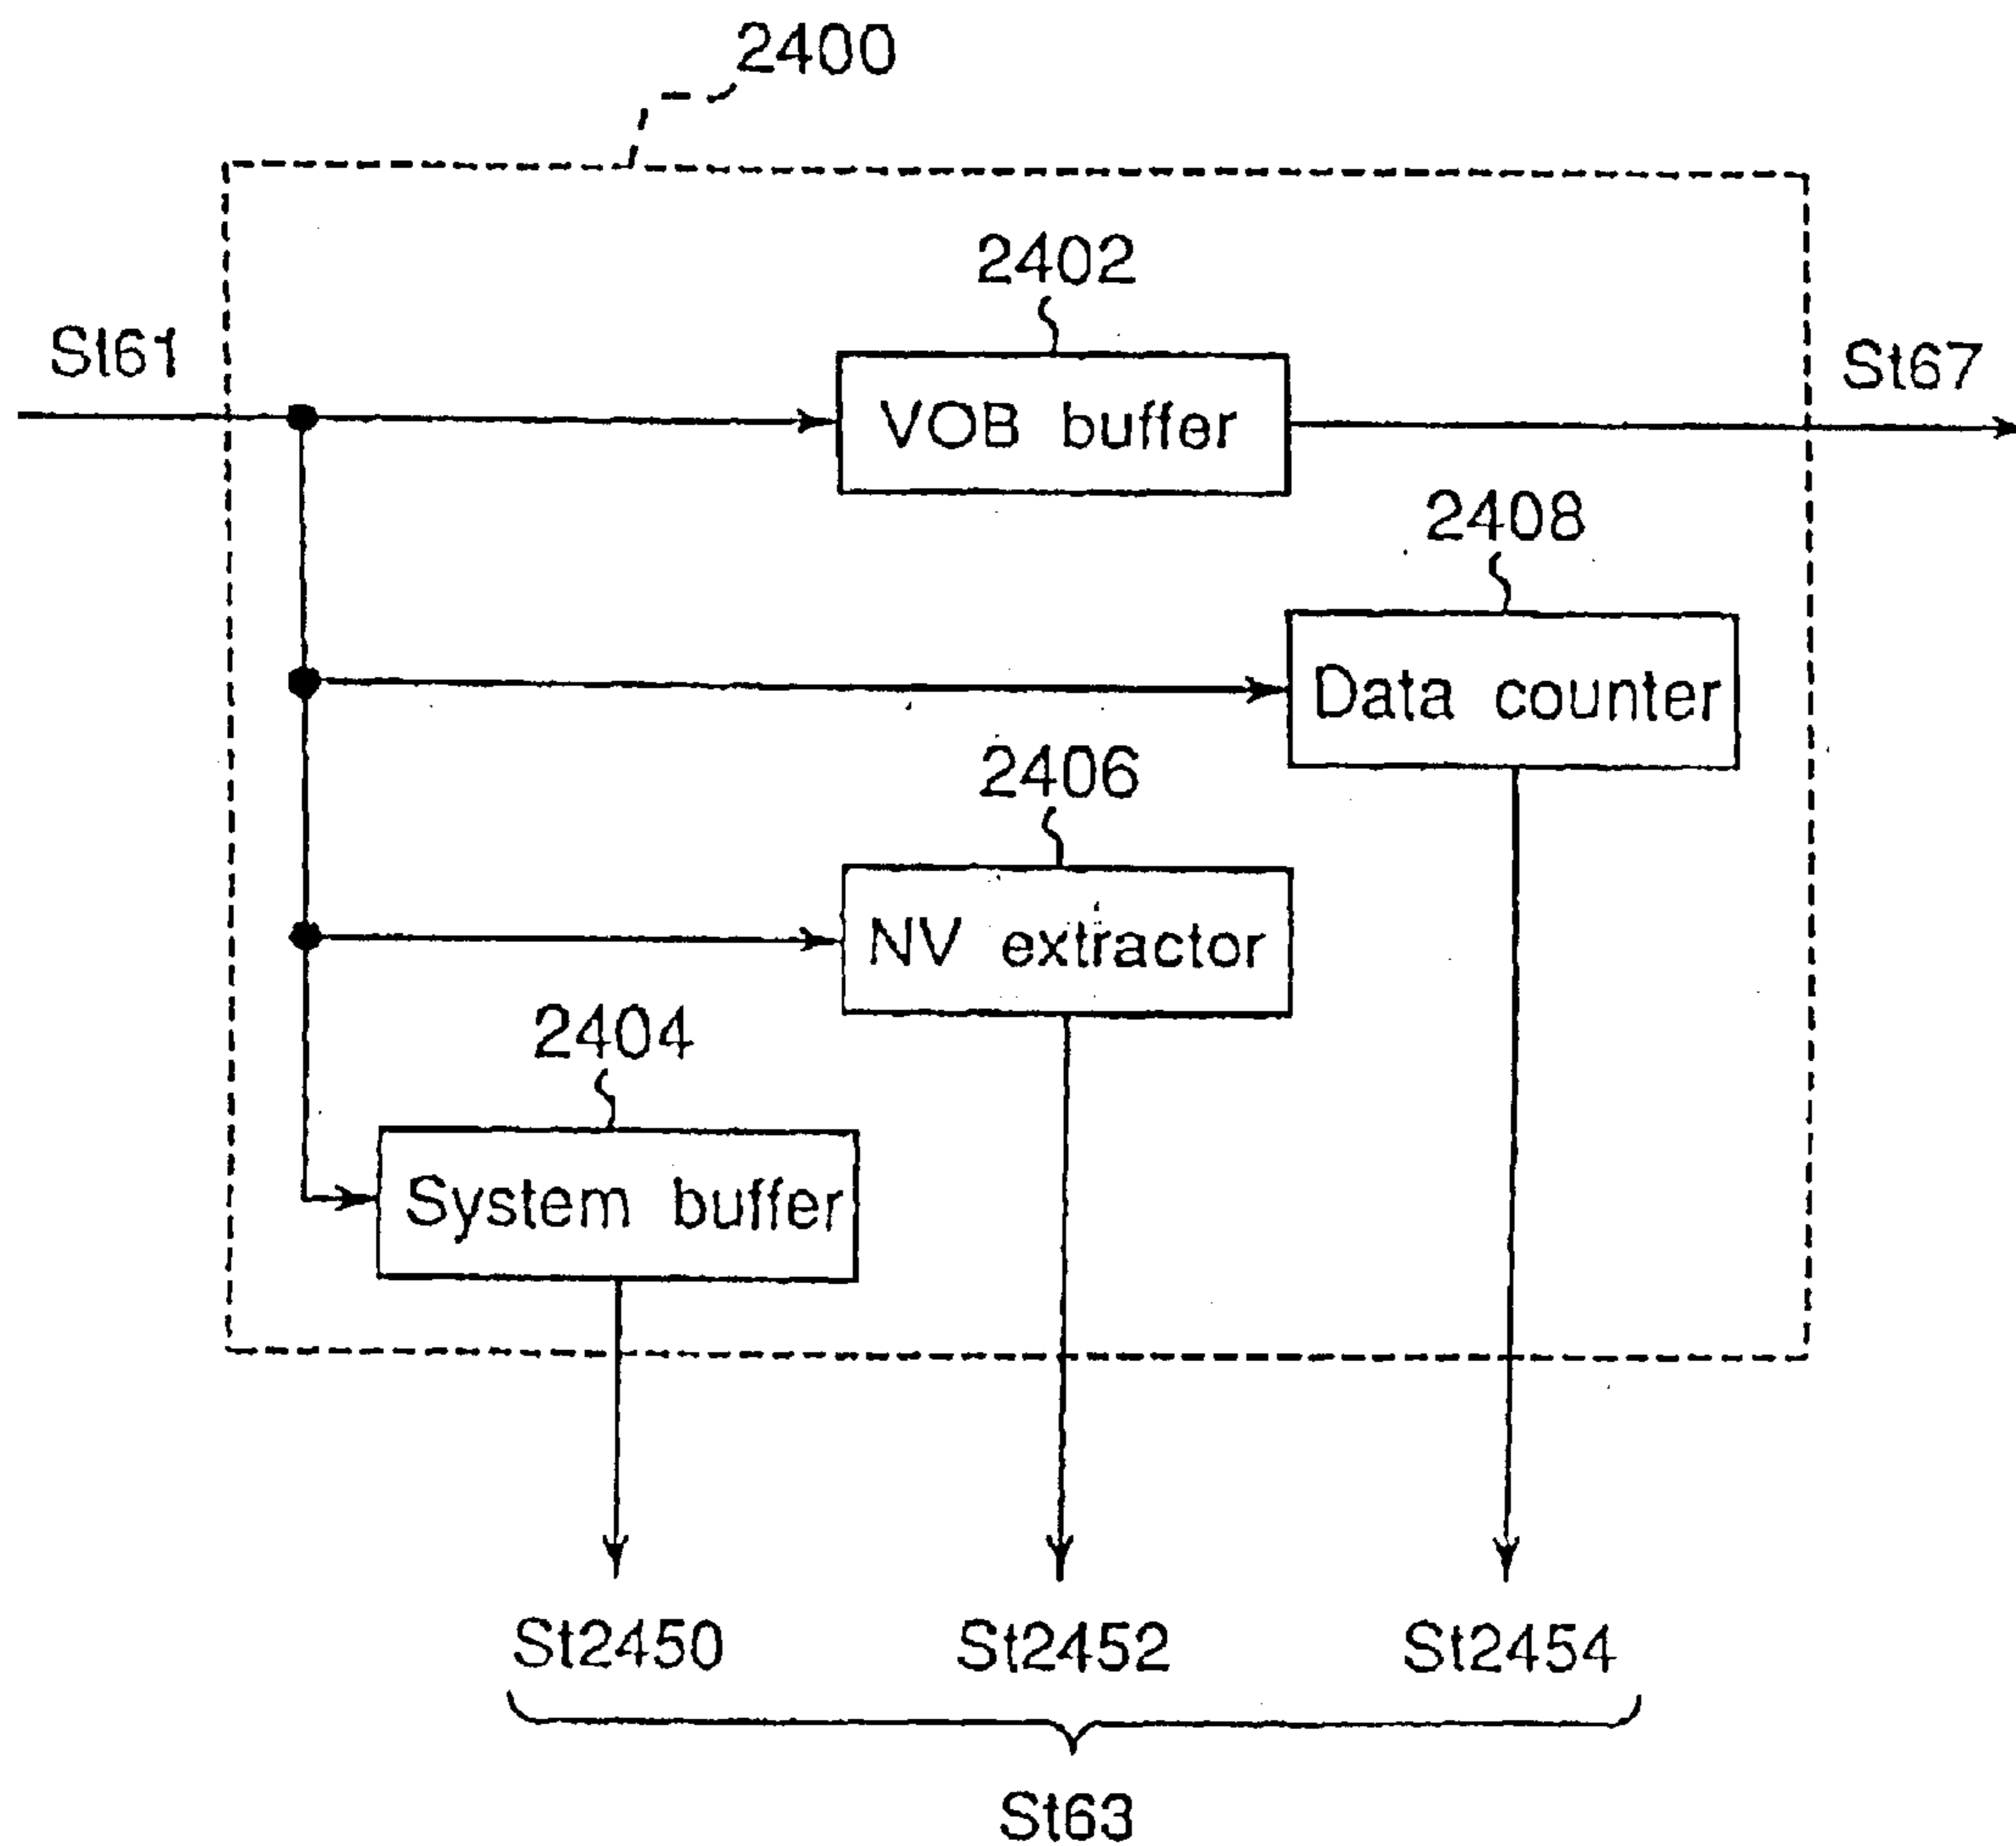 2400
2402
St61
St67
VOB buffer
2408
Data counter
2406
NV extractor
2404
System buffer
St2450
St2452
St2454
St63